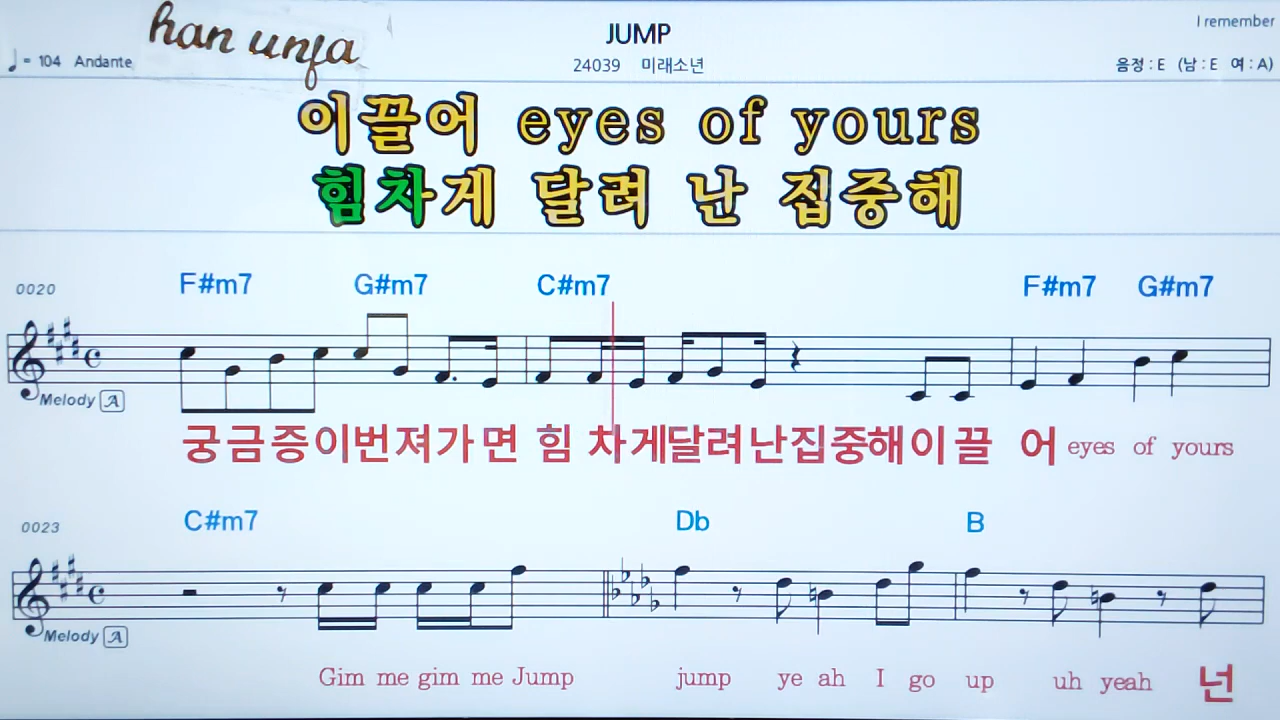 han unja
JUMP
I remember
♩ = 104 Andante
24039 미래소년
음정 : E (남 : E 여 : A)
이끌어 eyes of yours
힘차게 달려 난 집중해
0020
F#m7 G#m7 C#m7 F#m7 G#m7
Melody A
궁금증이번져가면 힘 차게달려난집중해이끌 어 eyes of yours
0023
C#m7 Db B
Melody A
Gim me gim me Jump jump ye ah I go up uh yeah 넌